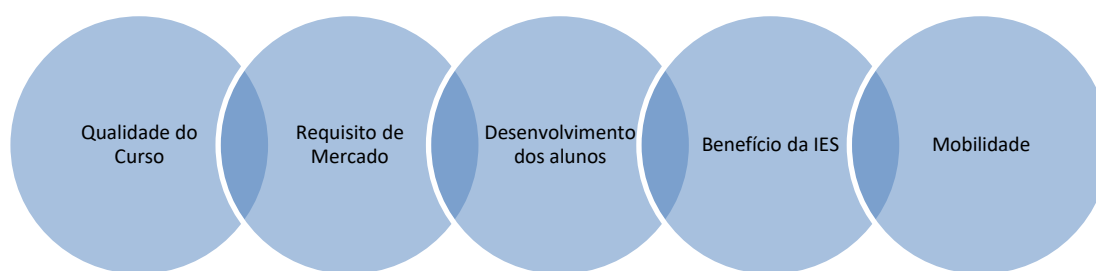 Qualidade do
Curso
Requisito de
Mercado
Desenvolvimento
dos alunos
Benefício da IES
Mobilidade